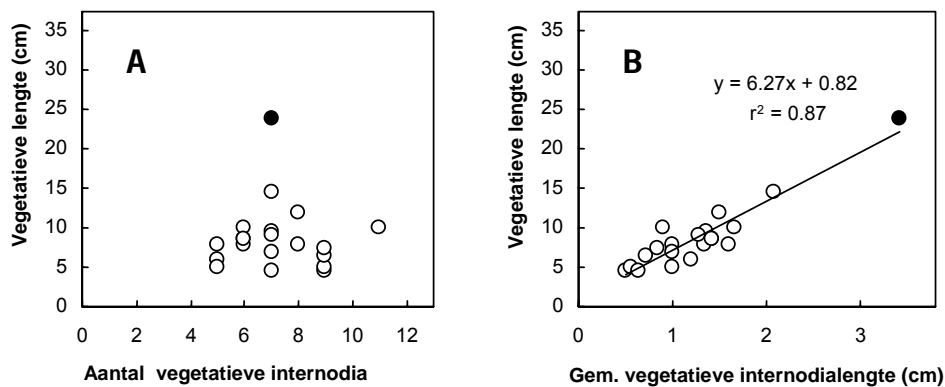 Vegetatieve lengte (cm)
35
30
25
20
15
10
5
0
A
0 2 4 6 8 10 12
Aantal vegetatieve internodia
Vegetatieve lengte (cm)
35
30
25
20
15
10
5
0
B
y = 6.27x + 0.82
r² = 0.87
0 1 2 3
Gem. vegetatieve internodialengte (cm)